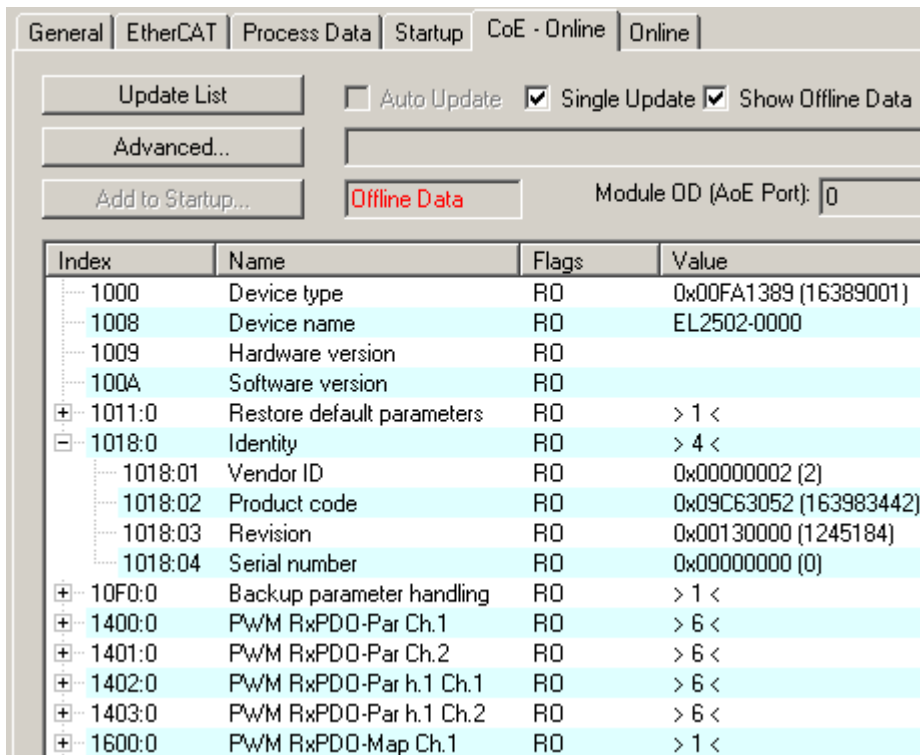 General EtherCAT Process Data Startup CoE - Online Online
Update List Auto Update Single Update Show Offline Data
Advanced...
Add to Startup... Offline Data Module OD (AoE Port): 0
Index Name Flags Value
1000 Device type RO 0x00FA1389 (16389001)
1008 Device name RO EL2502-0000
1009 Hardware version RO
100A Software version RO
1011:0 Restore default parameters RO > 1 <
1018:0 Identity RO > 4 <
1018:01 Vendor ID RO 0x00000002 (2)
1018:02 Product code RO 0x09C63052 (163983442)
1018:03 Revision RO 0x00130000 (1245184)
1018:04 Serial number RO 0x00000000 (0)
10F0:0 Backup parameter handling RO > 1 <
1400:0 PWM RxPDO-Par Ch.1 RO > 6 <
1401:0 PWM RxPDO-Par Ch.2 RO > 6 <
1402:0 PWM RxPDO-Par h.1 Ch.1 RO > 6 <
1403:0 PWM RxPDO-Par h.1 Ch.2 RO > 6 <
1600:0 PWM RxPDO-Map Ch.1 RO > 1 <